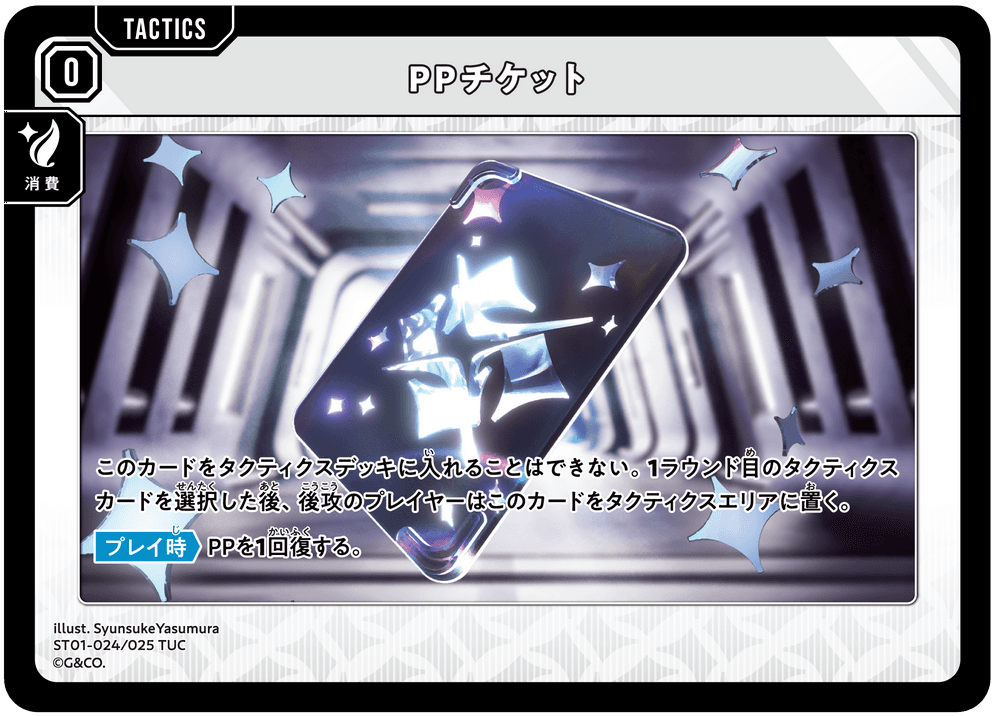 TACTICS
0
PPチケット
消費
このカードをタクティクスデッキに入れることはできない。1ラウンド目のタクティクス
カードを選択した後、後攻のプレイヤーはこのカードをタクティクスエリアに置く。
プレイ時 PPを1回復する。
illust. SyunsukeYasumura
ST01-024/025 TUC
©G&CO.